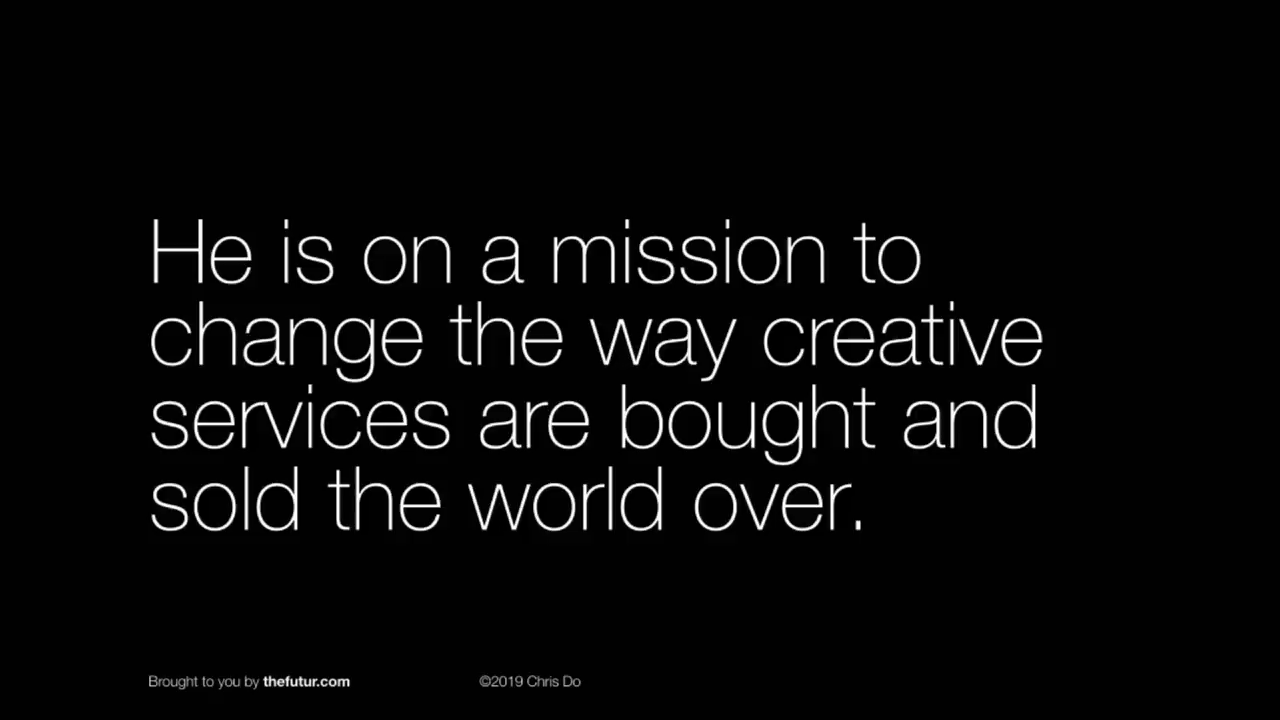 He is on a mission to
change the way creative
services are bought and
sold the world over.
Brought to you by thefutur.com
©2019 Chris Do